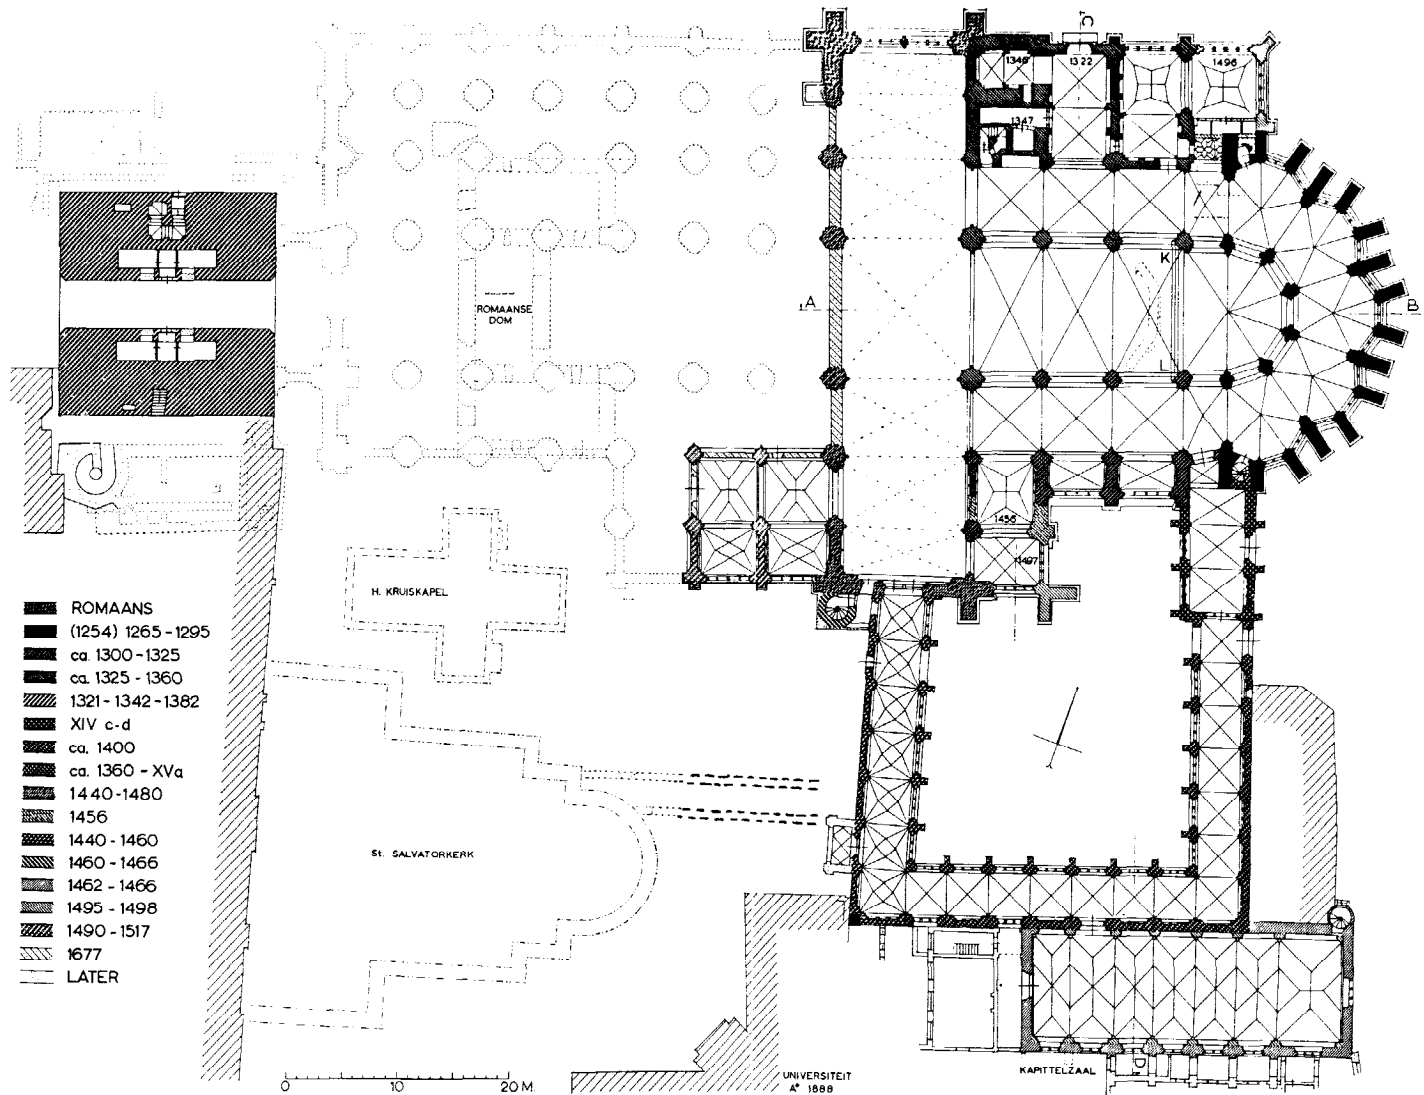 C
1346
1322
1496
1347
K
A
B
ROMAANSE
DOM
L
1456
1497
H. KRUISKAPEL
ROMAANS
(1254) 1265-1295
ca. 1300-1325
ca. 1325-1360
1321-1342-1382
XIV c-d
ca. 1400
ca. 1360-XVa
1440-1480
1456
1440-1460
1460-1466
1462-1466
1495-1498
1490-1517
1677
LATER
St. SALVATORKERK
0 10 20 M.
UNIVERSITEIT
A° 1888
KAPITTELZAAL
D